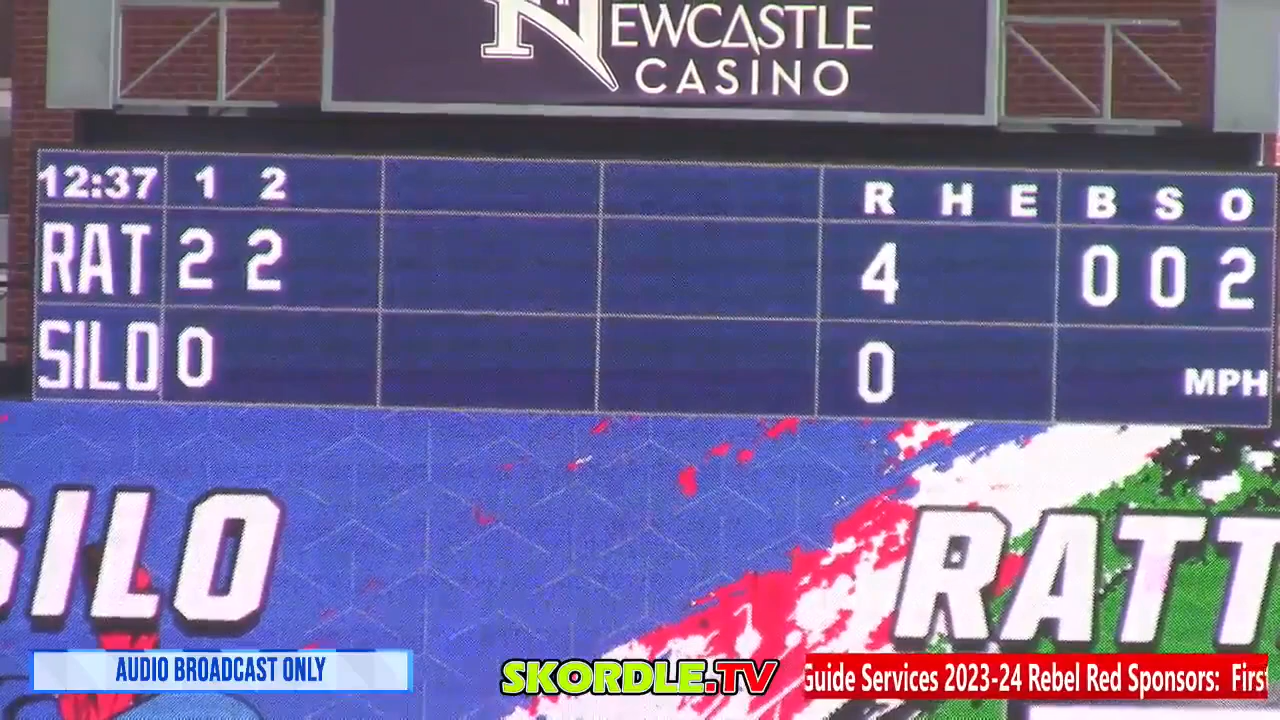 NEWCASTLE
CASINO
12:37 1 2 R H E B S O
RAT 2 2 4 0 0 2
SILO 0 0 MPH
SILO
RATT
AUDIO BROADCAST ONLY
SKORDLE.TV
Guide Services 2023-24 Rebel Red Sponsors: Firs